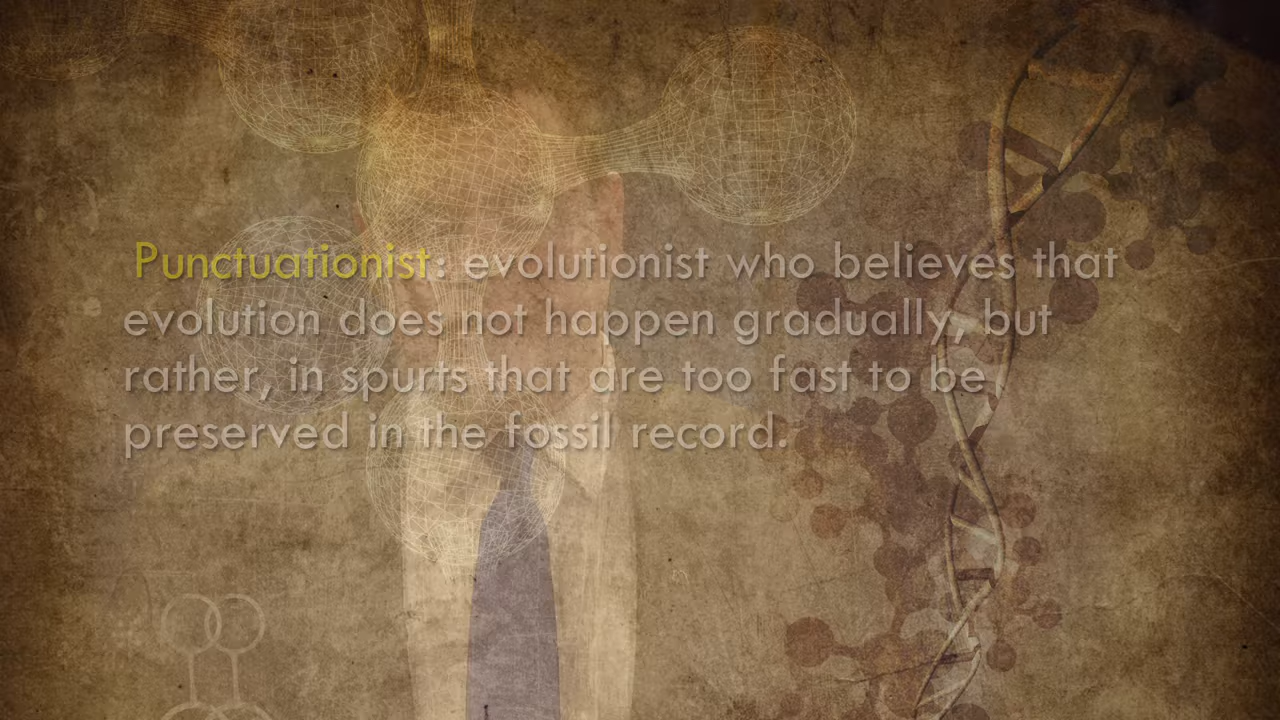 Punctuationist : evolutionist who believes that
evolution does not happen gradually, but
rather, in spurts that are too fast to be
preserved in the fossil record.